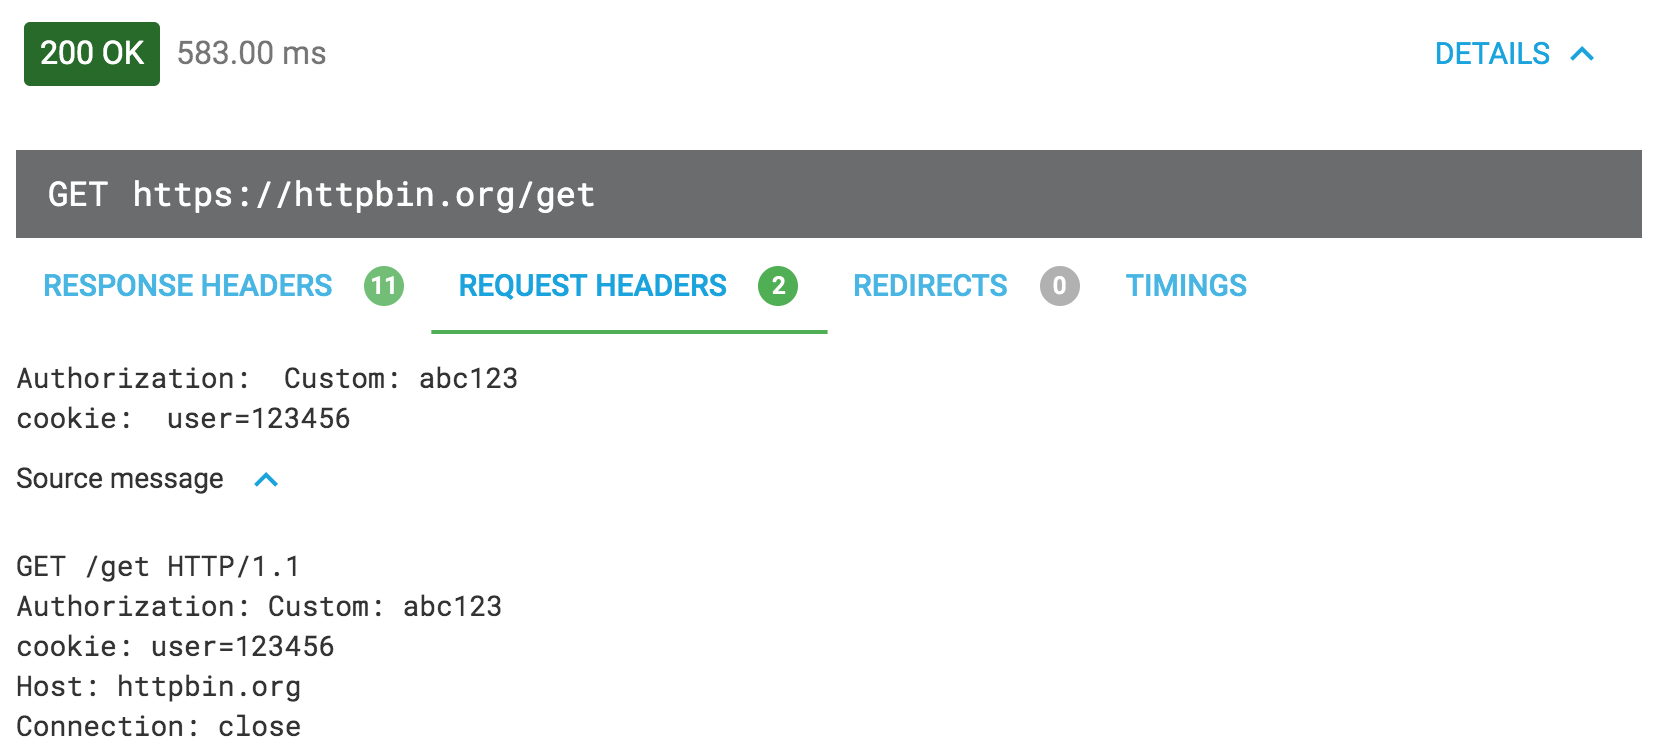 200 OK 583.00 ms DETAILS
GET https://httpbin.org/get
RESPONSE HEADERS 11 REQUEST HEADERS 2 REDIRECTS 0 TIMINGS
Authorization:  Custom: abc123
cookie:  user=123456
Source message
GET /get HTTP/1.1
Authorization: Custom: abc123
cookie: user=123456
Host: httpbin.org
Connection: close